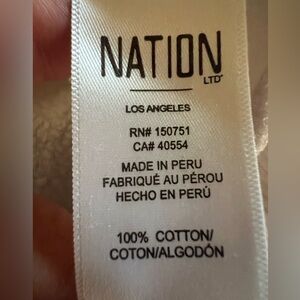 NATION
LTD
LOS ANGELES
RN# 150751
CA# 40554
MADE IN PERU
FABRIQUÉ AU PÉROU
HECHO EN PERÚ
100% COTTON/
COTON/ALGODÓN